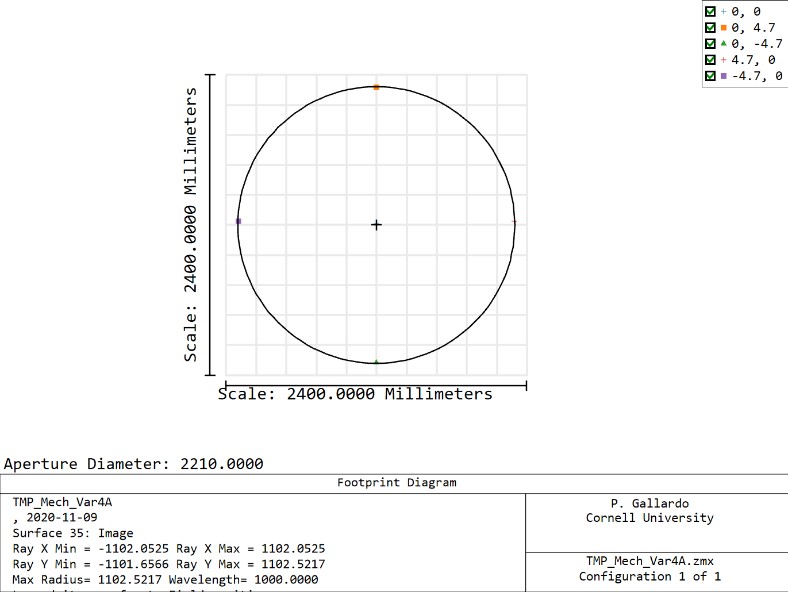 + 0, 0
0, 4.7
0, -4.7
+ 4.7, 0
-4.7, 0
Scale: 2400.0000 Millimeters
Scale: 2400.0000 Millimeters
Aperture Diameter: 2210.0000
Footprint Diagram
TMP_Mech_Var4A
, 2020-11-09
Surface 35: Image
Ray X Min = -1102.0525 Ray X Max = 1102.0525
Ray Y Min = -1101.6566 Ray Y Max = 1102.5217
Max Radius= 1102.5217 Wavelength= 1000.0000
P. Gallardo
Cornell University
TMP_Mech_Var4A.zmx
Configuration 1 of 1